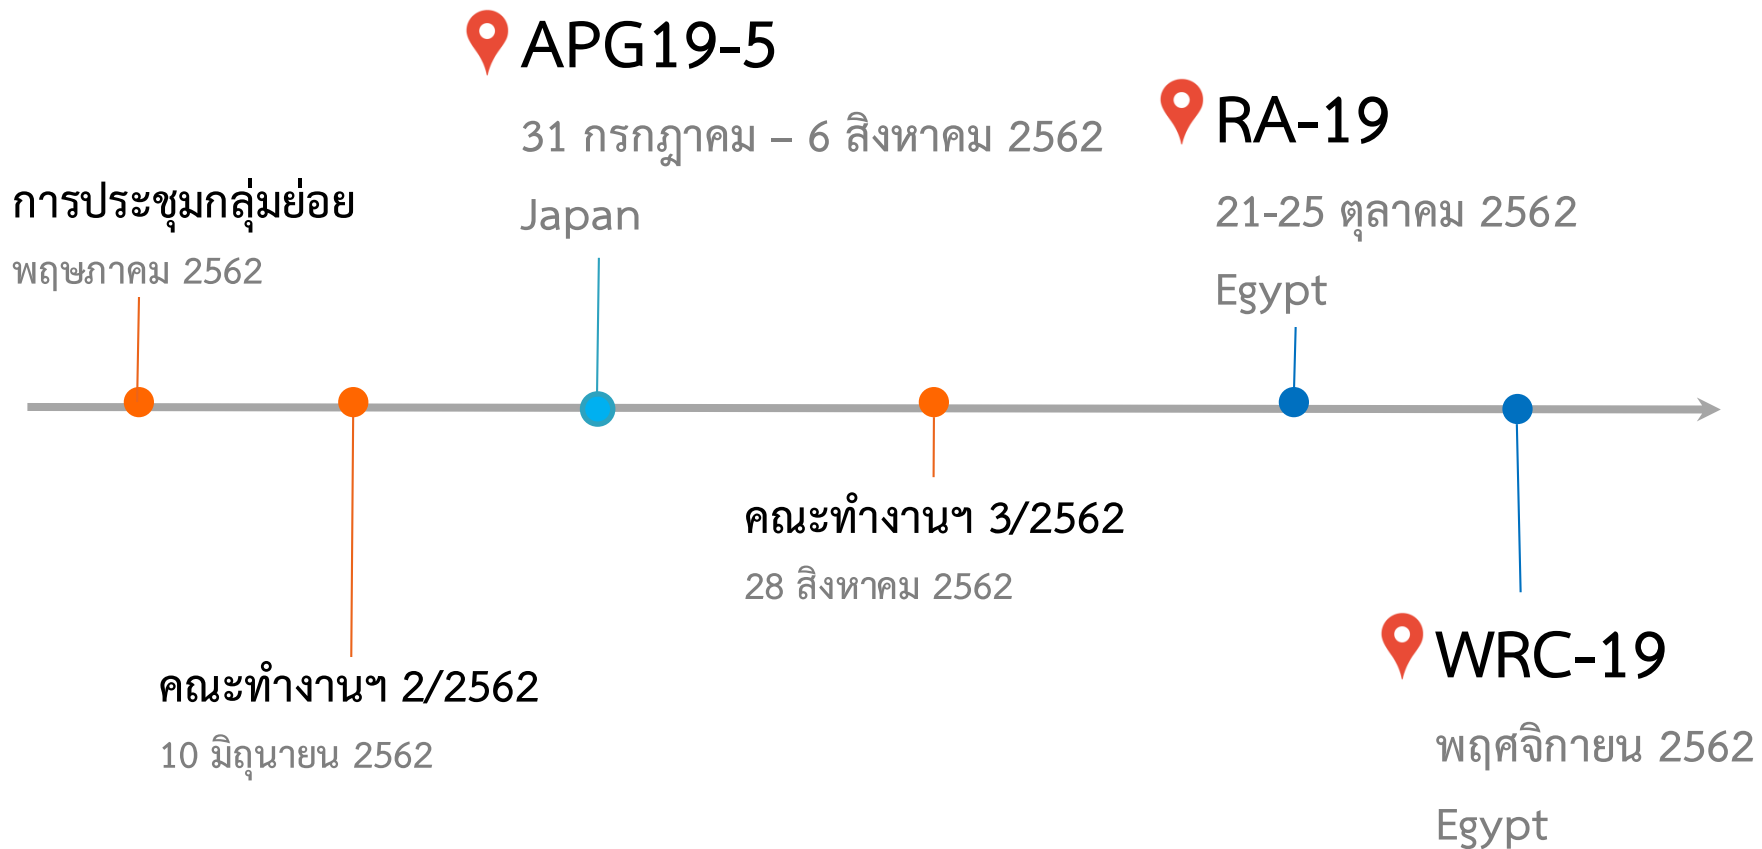 APG19-5
31 กรกฎาคม – 6 สิงหาคม 2562
Japan
RA-19
21-25 ตุลาคม 2562
Egypt
การประชุมกลุ่มย่อย
พฤษภาคม 2562
คณะทำงานฯ 3/2562
28 สิงหาคม 2562
คณะทำงานฯ 2/2562
10 มิถุนายน 2562
WRC-19
พฤศจิกายน 2562
Egypt